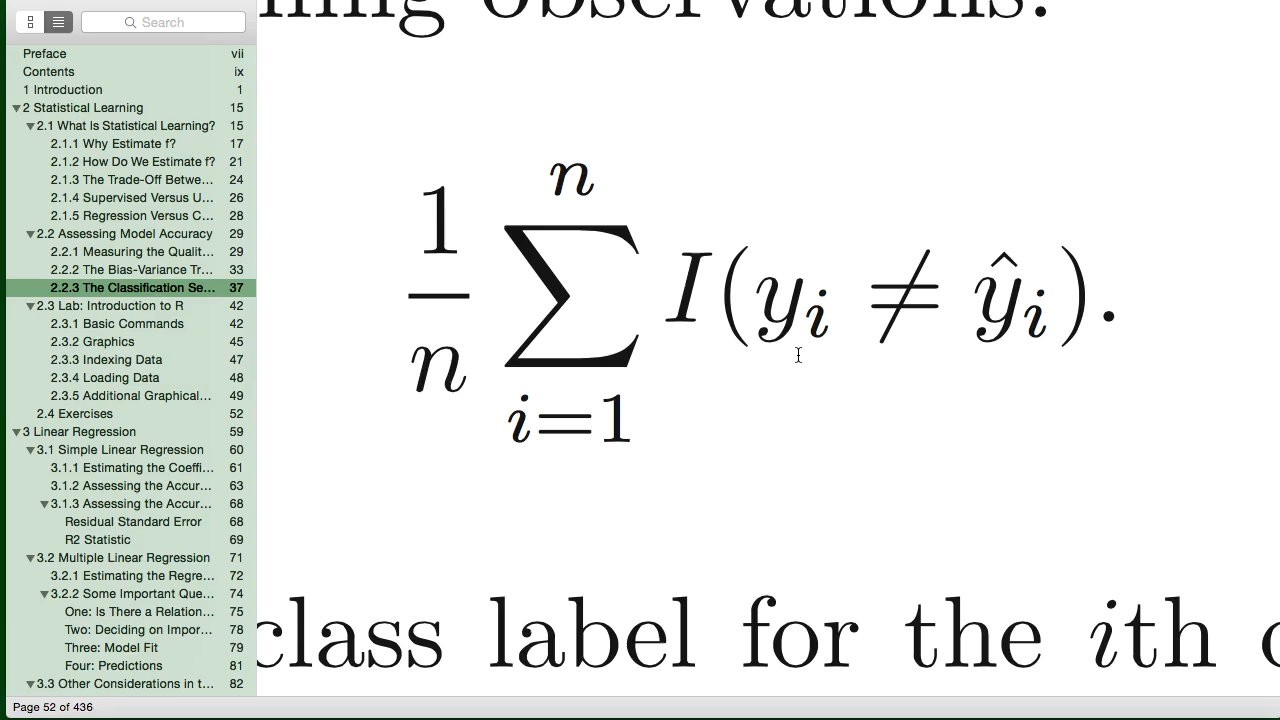 Search
Preface vii
Contents ix
1 Introduction 1
2 Statistical Learning 15
2.1 What Is Statistical Learning? 15
2.1.1 Why Estimate f? 17
2.1.2 How Do We Estimate f? 21
2.1.3 The Trade-Off Betwe... 24
2.1.4 Supervised Versus U... 26
2.1.5 Regression Versus C... 28
2.2 Assessing Model Accuracy 29
2.2.1 Measuring the Qualit... 29
2.2.2 The Bias-Variance Tr... 33
2.2.3 The Classification Se... 37
2.3 Lab: Introduction to R 42
2.3.1 Basic Commands 42
2.3.2 Graphics 45
2.3.3 Indexing Data 47
2.3.4 Loading Data 48
2.3.5 Additional Graphical... 49
2.4 Exercises 52
3 Linear Regression 59
3.1 Simple Linear Regression 60
3.1.1 Estimating the Coeffi... 61
3.1.2 Assessing the Accur... 63
3.1.3 Assessing the Accur... 68
Residual Standard Error 68
R2 Statistic 69
3.2 Multiple Linear Regression 71
3.2.1 Estimating the Regre... 72
3.2.2 Some Important Que... 74
One: Is There a Relation... 75
Two: Deciding on Impor... 78
Three: Model Fit 79
Four: Predictions 81
3.3 Other Considerations in t... 82
Page 52 of 436
ning observations:
1/n ∑_{i=1}^{n} I(y_i ≠ ŷ_i).
class label for the ith